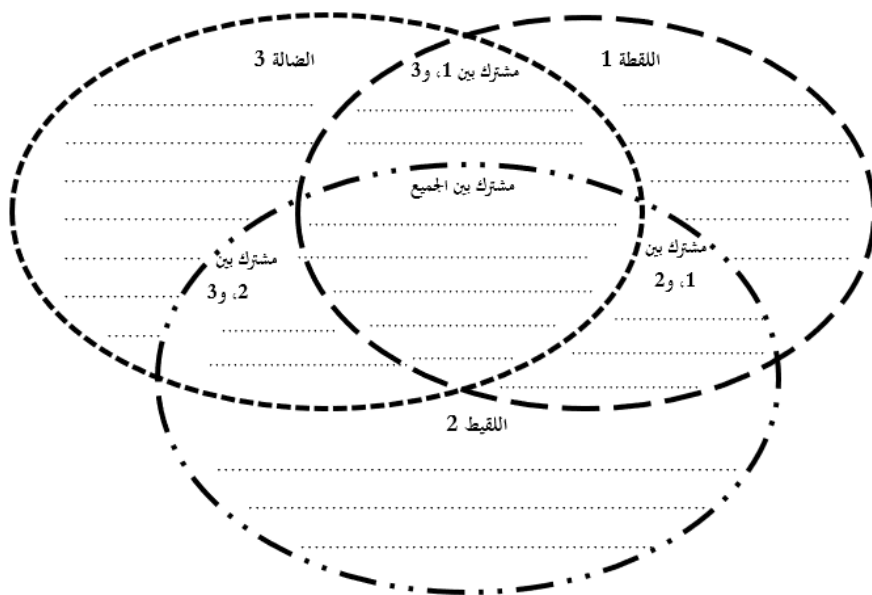 اللقطة 1
مشترك بين 1، و3
الضالة 3
مشترك بين الجميع
مشترك بين
1، و2
مشترك بين
2، و3
اللقيط 2